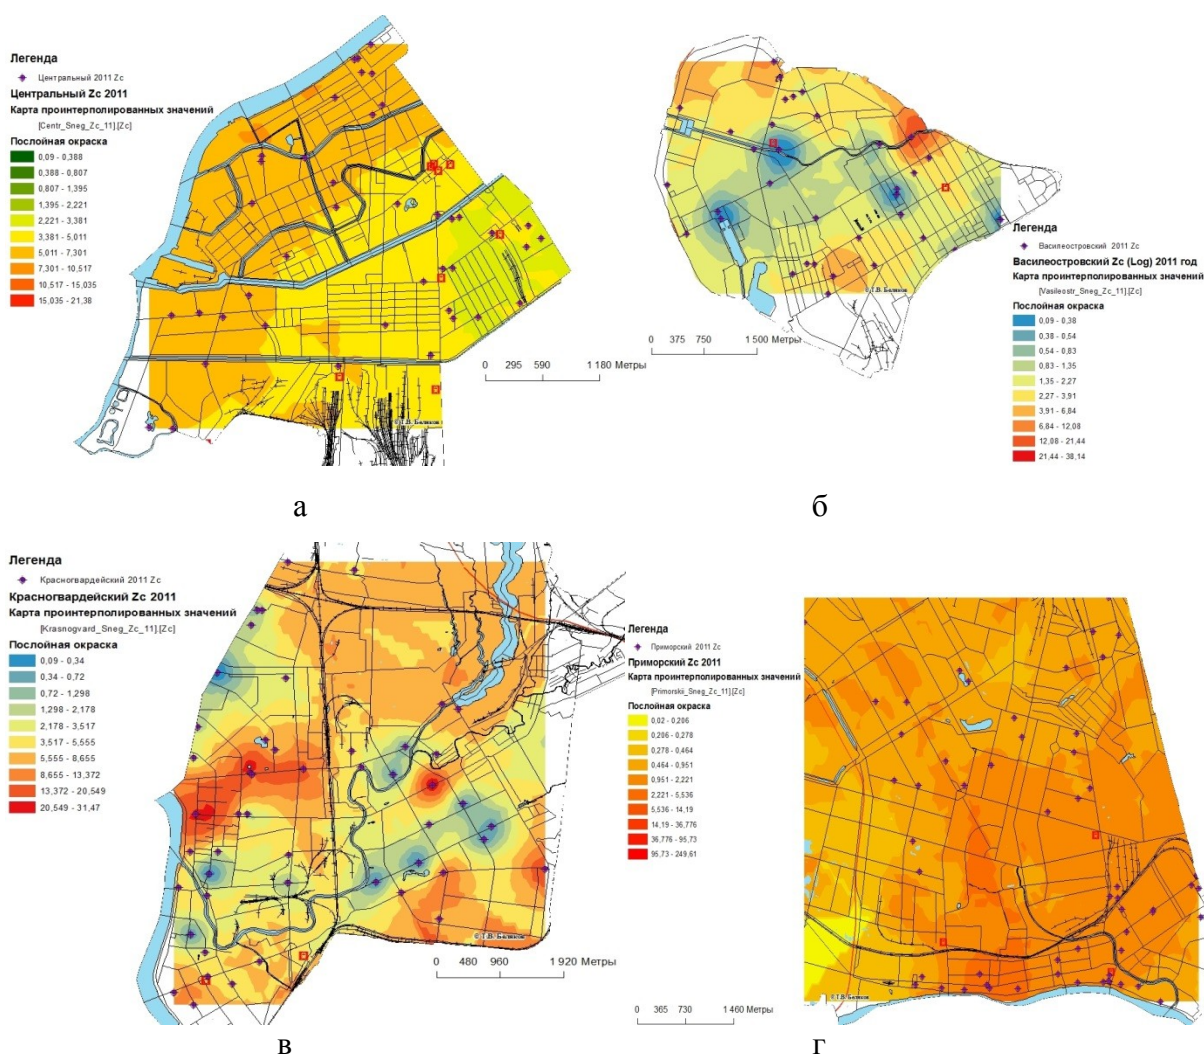 Легенда
Центральный 2011 Zc
Центральный Zc 2011
Карта проинтерполированных значений
[Centr_Sneg_Zc_11].[Zc]
Послойная окраска
0,09 - 0,388
0,388 - 0,807
0,807 - 1,395
1,395 - 2,221
2,221 - 3,381
3,381 - 5,011
5,011 - 7,301
7,301 - 10,517
10,517 - 15,035
15,035 - 21,38
© Т.В. Беляков
0 295 590 1 180 Метры
а
Легенда
Василеостровский 2011 Zc
Василеостровский Zc (Log) 2011 год
Карта проинтерполированных значений
[Vasileostr_Sneg_Zc_11].[Zc]
Послойная окраска
0,09 - 0,38
0,38 - 0,54
0,54 - 0,83
0,83 - 1,35
1,35 - 2,27
2,27 - 3,91
3,91 - 6,84
6,84 - 12,08
12,08 - 21,44
21,44 - 38,14
© Т.В. Беляков
0 375 750 1 500 Метры
б
Легенда
Красногвардейский 2011 Zc
Красногвардейский Zc 2011
Карта проинтерполированных значений
[Krasnogvard_Sneg_Zc_11].[Zc]
Послойная окраска
0,09 - 0,34
0,34 - 0,72
0,72 - 1,298
1,298 - 2,178
2,178 - 3,517
3,517 - 5,555
5,555 - 8,655
8,655 - 13,372
13,372 - 20,549
20,549 - 31,47
© Т.В. Беляков
0 480 960 1 920 Метры
в
Легенда
Приморский 2011 Zc
Приморский Zc 2011
Карта проинтерполированных значений
[Primorskii_Sneg_Zc_11].[Zc]
Послойная окраска
0,02 - 0,206
0,206 - 0,278
0,278 - 0,464
0,464 - 0,951
0,951 - 2,221
2,221 - 5,536
5,536 - 14,19
14,19 - 36,776
36,776 - 95,73
95,73 - 249,61
© Т.В. Беляков
0 365 730 1 460 Метры
г